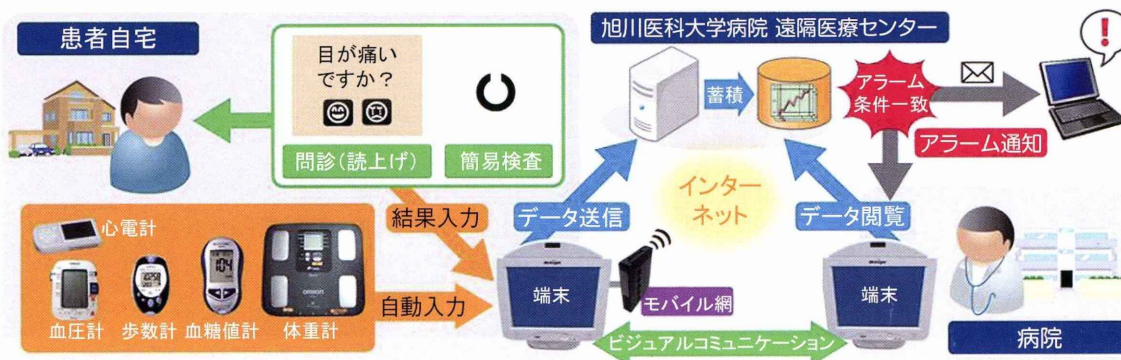 患者自宅
目が痛い
ですか？
問診(読上げ)
簡易検査
旭川医科大学病院 遠隔医療センター
蓄積
アラーム
条件一致
アラーム通知
インター
ネット
結果入力
データ送信
データ閲覧
心電計
血圧計
歩数計
血糖値計
体重計
104
OMRON
自動入力
端末
モバイル網
端末
ビジュアルコミュニケーション
病院